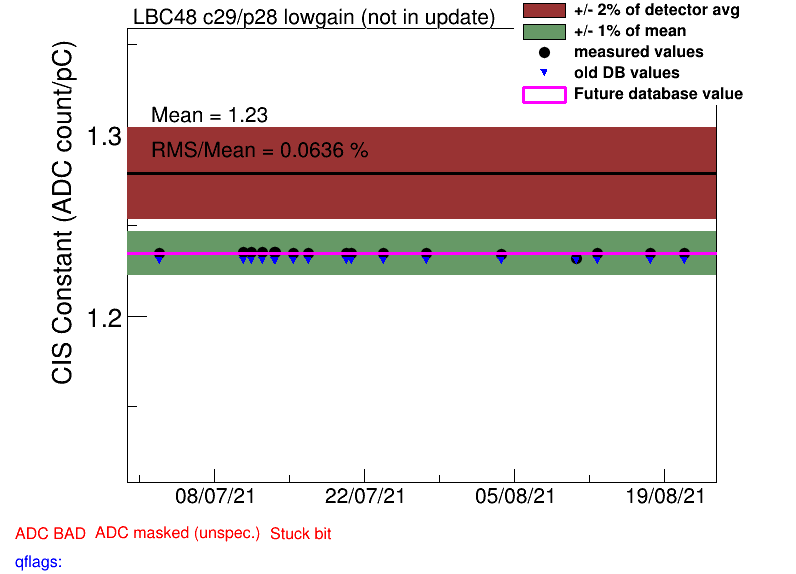 LBC48 c29/p28 lowgain (not in update)
+/- 2% of detector avg
+/- 1% of mean
measured values
old DB values
Future database value
Mean = 1.23
RMS/Mean = 0.0636 %
CIS Constant (ADC count/pC)
1.3
1.2
08/07/21 22/07/21 05/08/21 19/08/21
ADC BAD ADC masked (unspec.) Stuck bit
qflags: